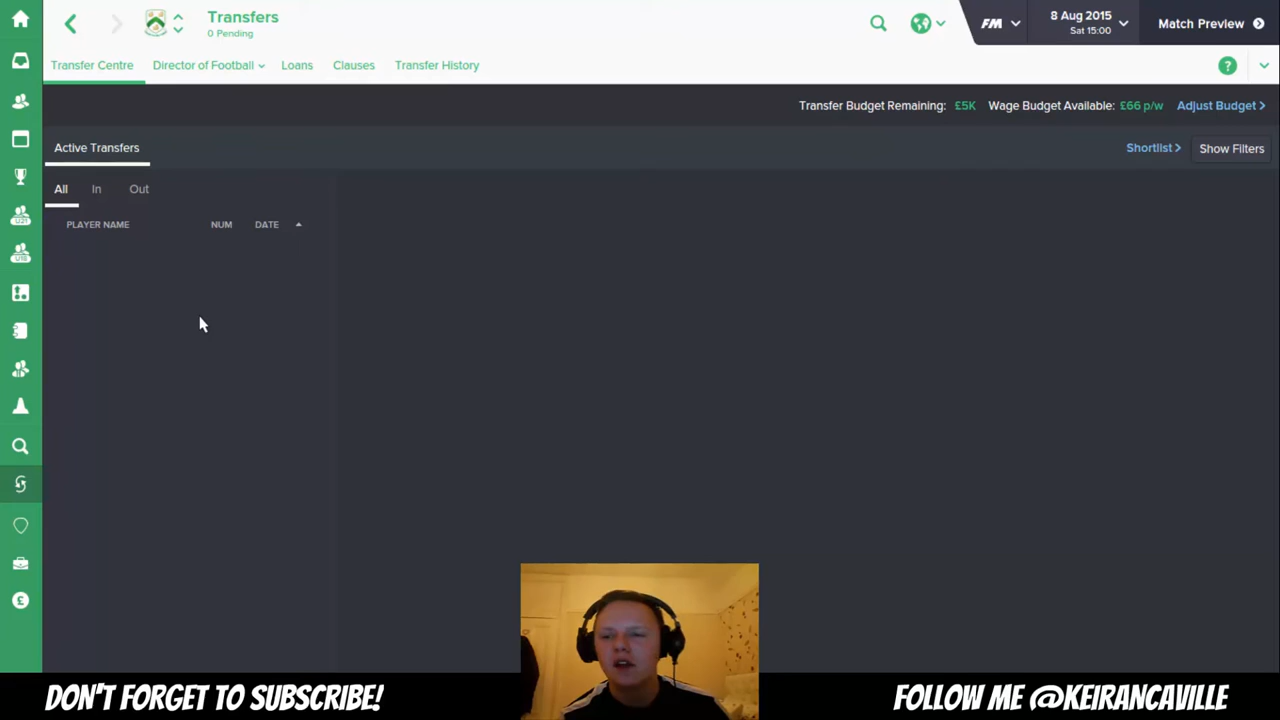 Transfers
0 Pending
FM
8 Aug 2015
Sat 15:00
Match Preview
Transfer Centre Director of Football Loans Clauses Transfer History
?
Transfer Budget Remaining: £5K Wage Budget Available: £66 p/w Adjust Budget >
Active Transfers
Shortlist > Show Filters
All In Out
PLAYER NAME NUM DATE
U21
U18
£
DON'T FORGET TO SUBSCRIBE!
FOLLOW ME @KEIRANCAVILLE